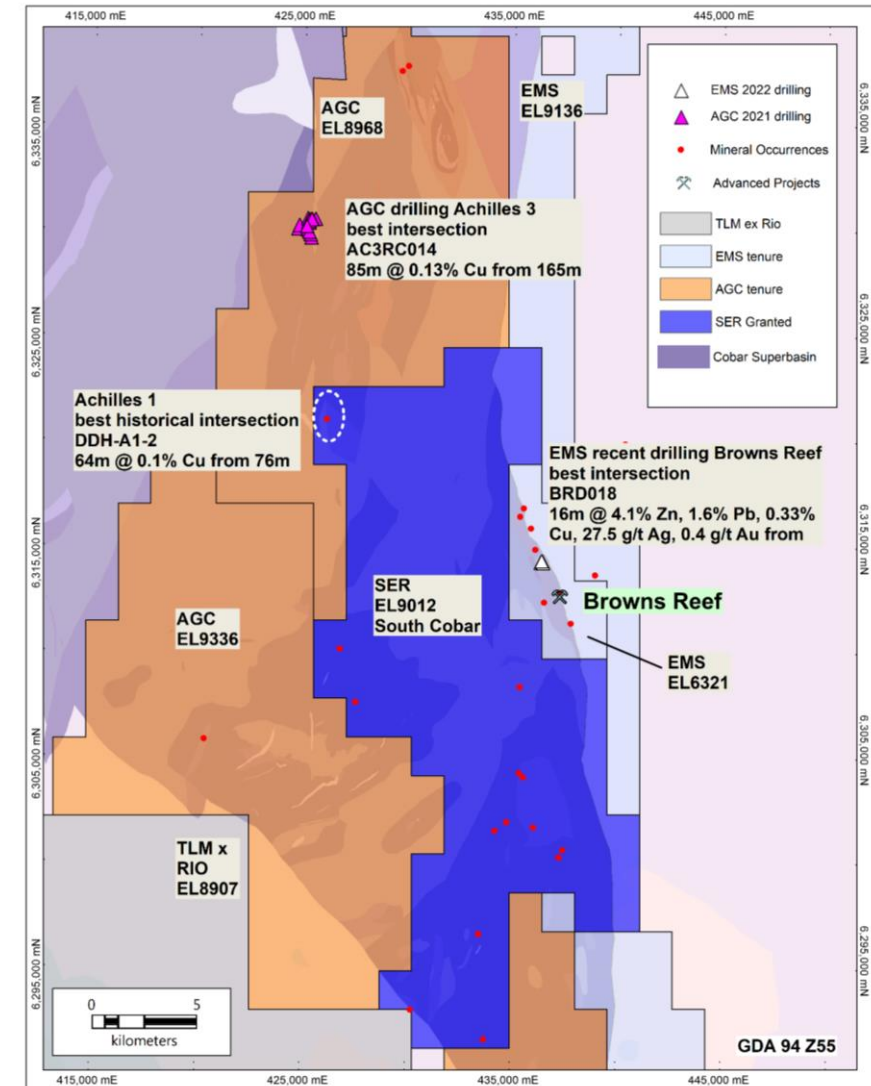 415,000 mE
425,000 mE
435,000 mE
445,000 mE
6,335,000 mN
6,325,000 mN
6,315,000 mN
6,305,000 mN
6,295,000 mN
AGC
EL8968
EMS
EL9136
EMS 2022 drilling
AGC 2021 drilling
Mineral Occurrences
Advanced Projects
TLM ex Rio
EMS tenure
AGC tenure
SER Granted
Cobar Superbasin
6,335,000 mN
6,325,000 mN
6,315,000 mN
6,305,000 mN
6,295,000 mN
AGC drilling Achilles 3
best intersection
AC3RC014
85m @ 0.13% Cu from 165m
Achilles 1
best historical intersection
DDH-A1-2
64m @ 0.1% Cu from 76m
EMS recent drilling Browns Reef
best intersection
BRD018
16m @ 4.1% Zn, 1.6% Pb, 0.33%
Cu, 27.5 g/t Ag, 0.4 g/t Au from
SER
EL9012
South Cobar
Browns Reef
AGC
EL9336
EMS
EL6321
TLM x
RIO
EL8907
0 5
kilometers
GDA 94 Z55
415,000 mE
425,000 mE
435,000 mE
445,000 mE